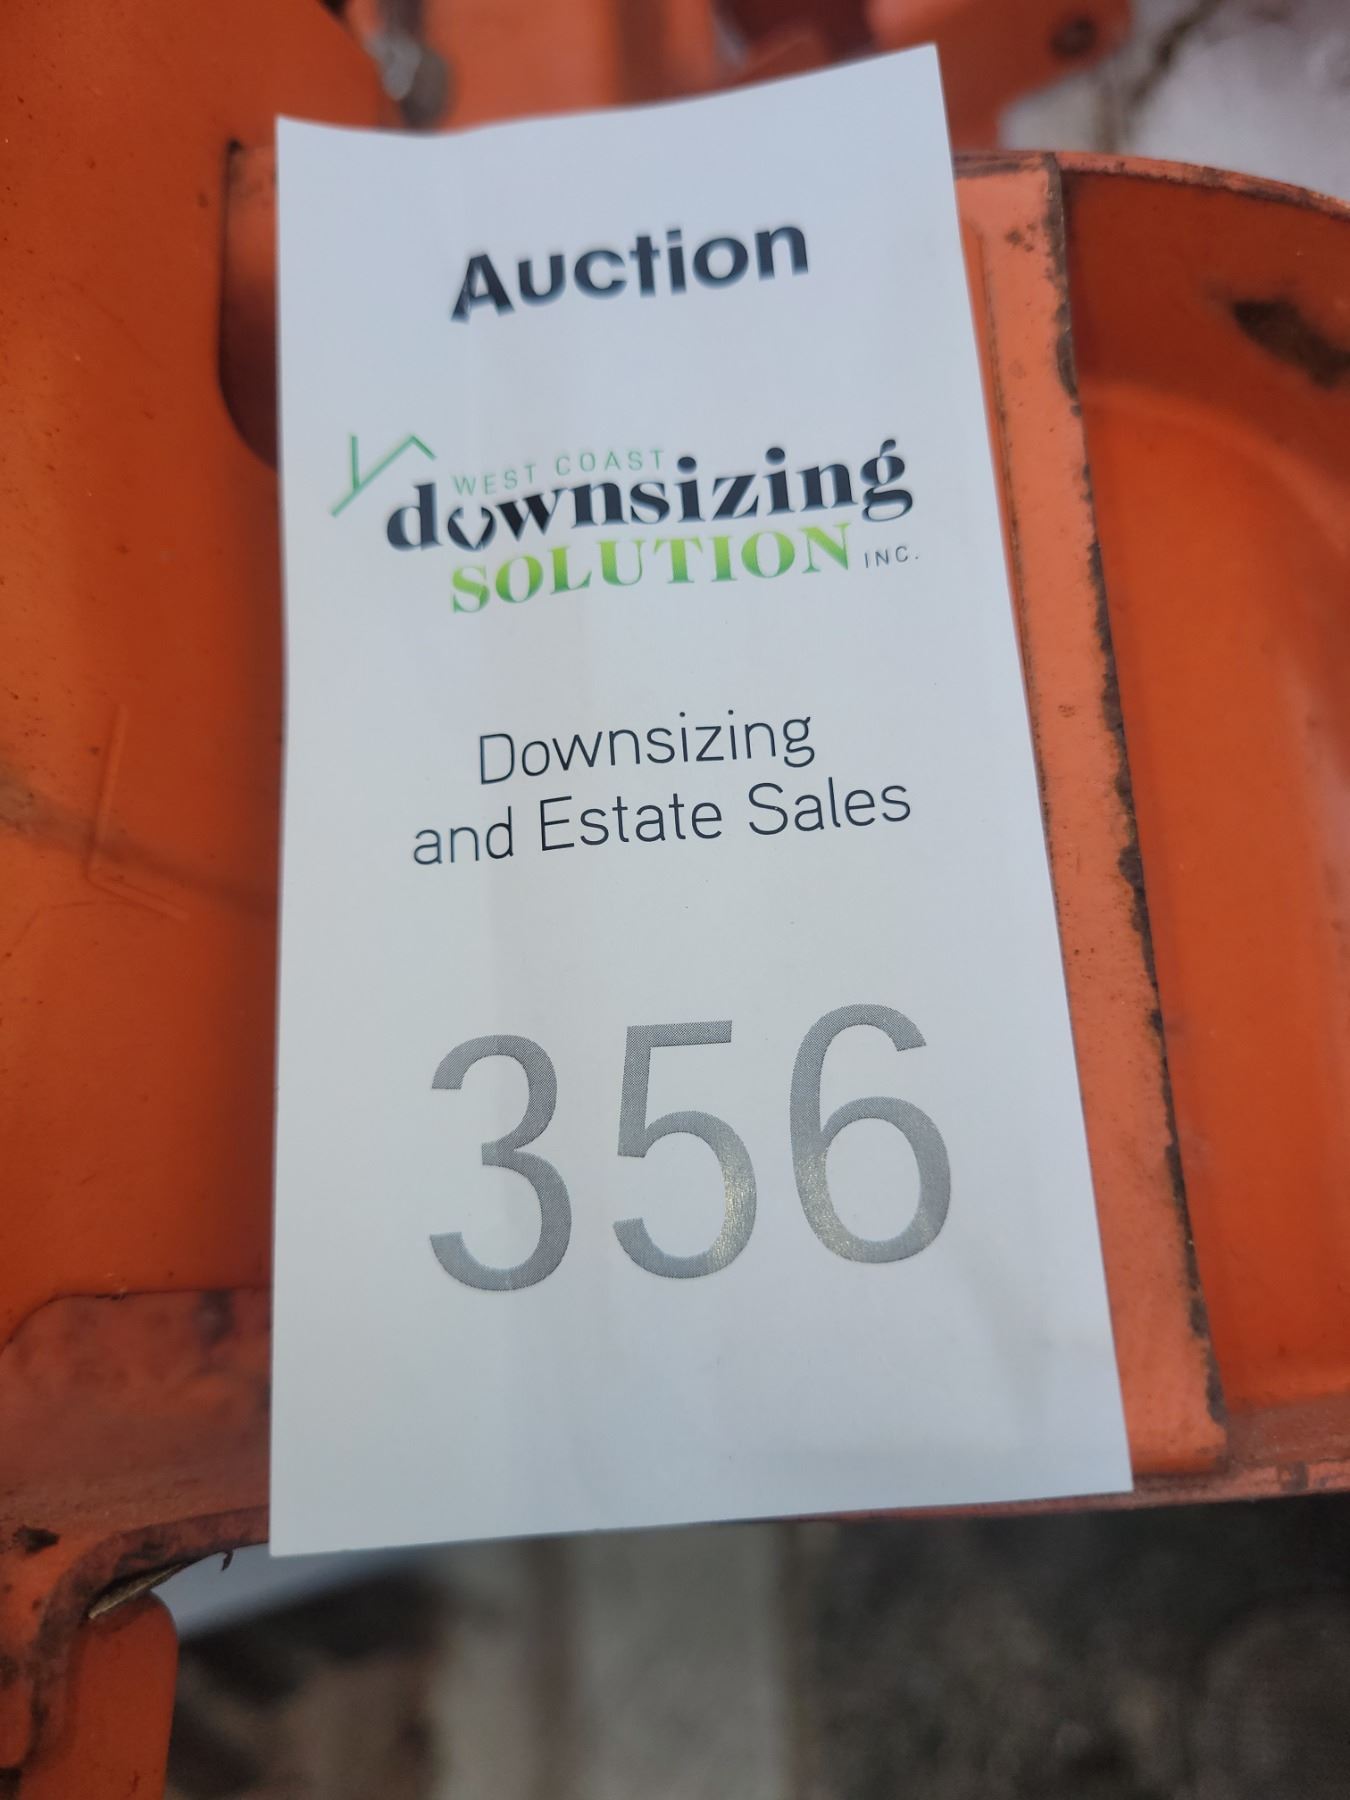 Auction
WEST COAST
downsizing
SOLUTION INC.
Downsizing
and Estate Sales
356